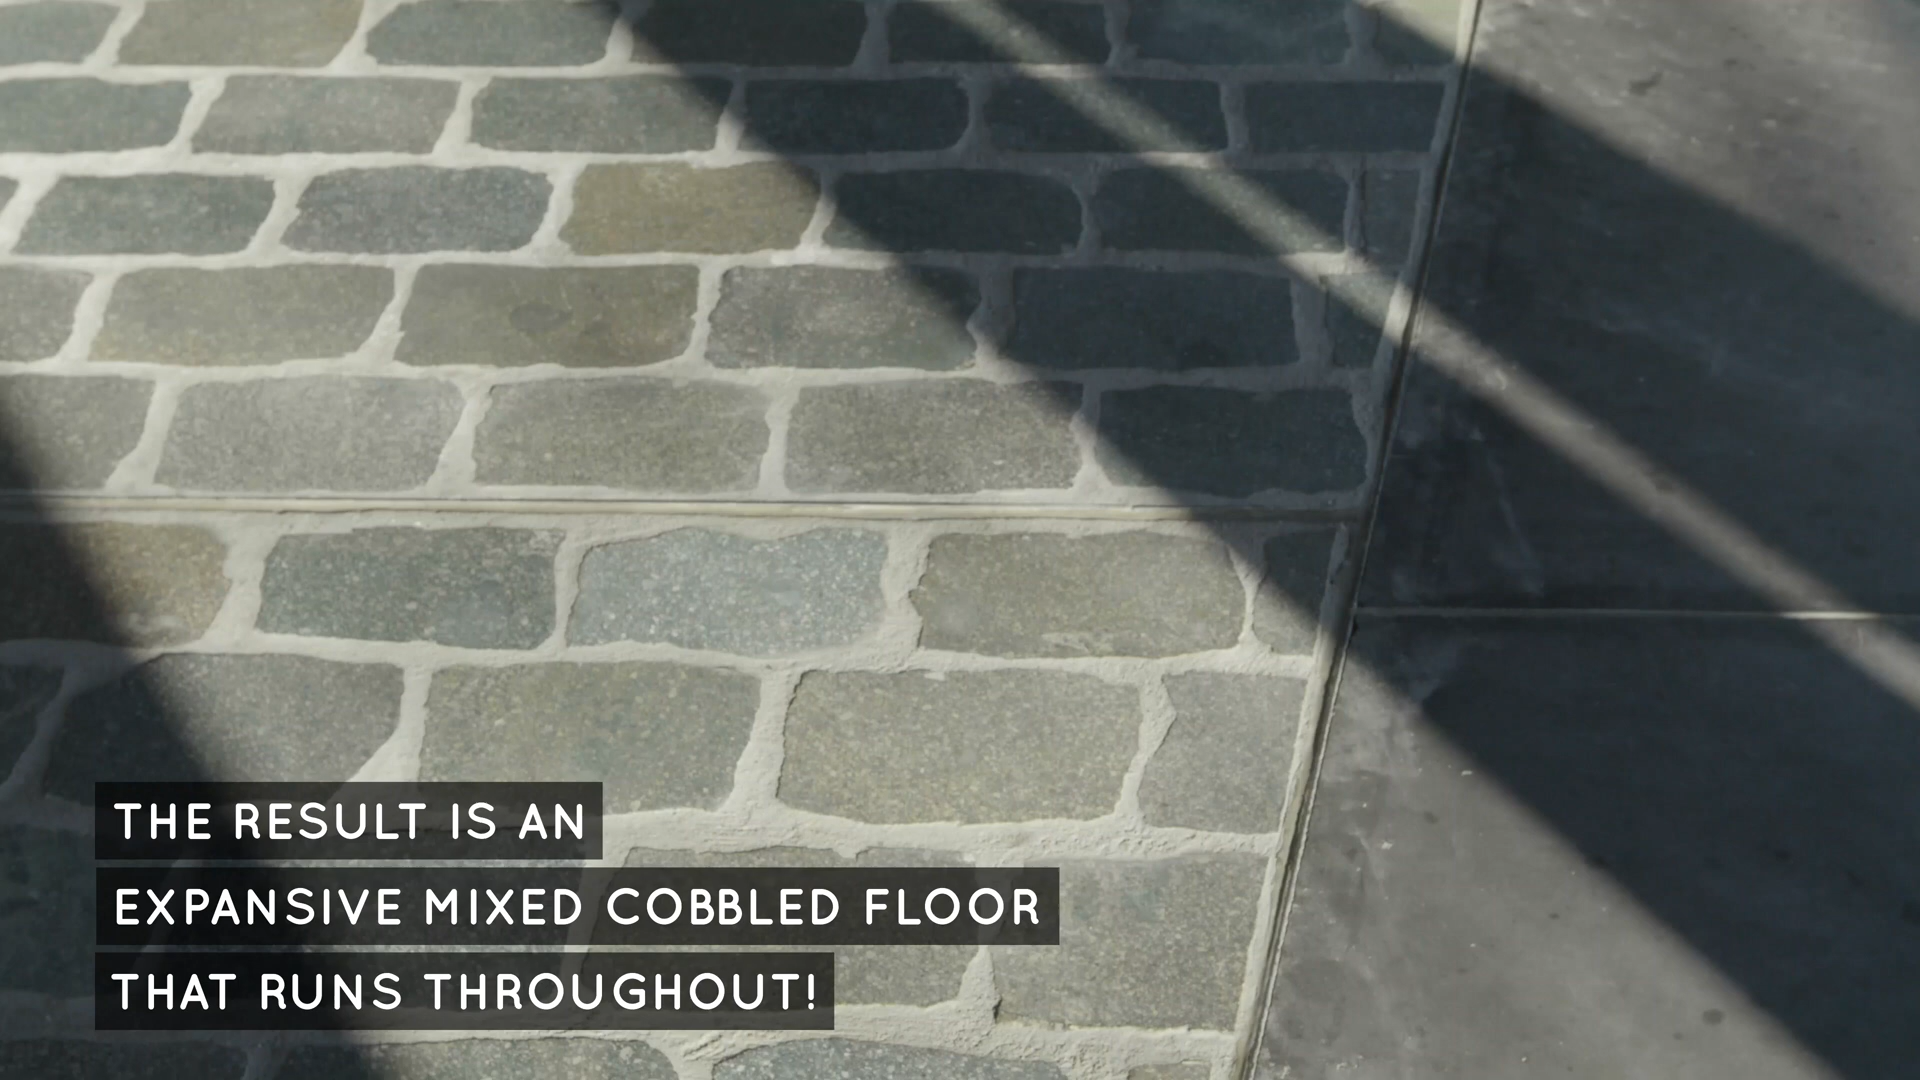 THE RESULT IS AN
EXPANSIVE MIXED COBBLED FLOOR
THAT RUNS THROUGHOUT!